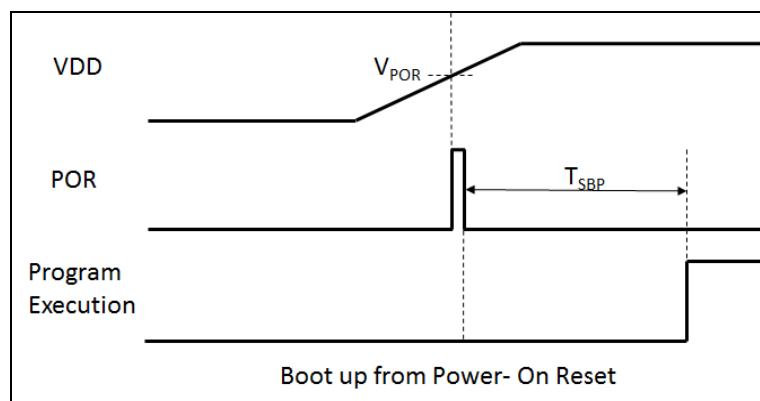 VDD
VPOR
POR
TSBP
Program
Execution
Boot up from Power- On Reset